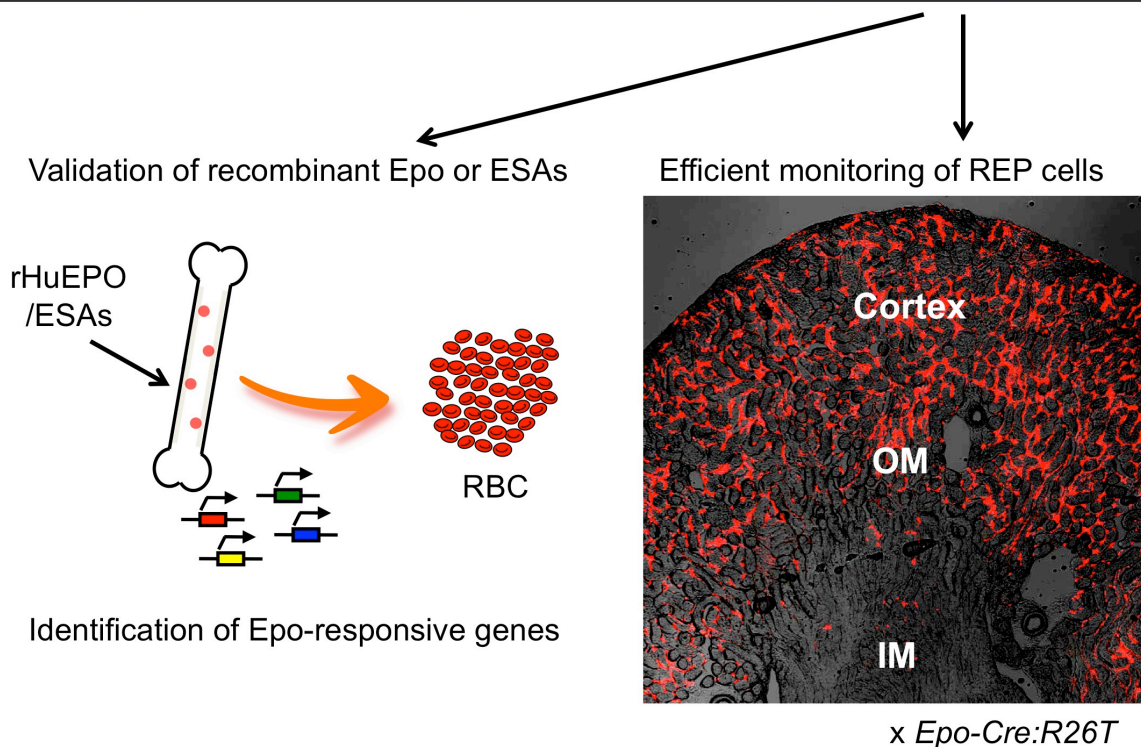 Validation of recombinant Epo or ESAs
rHuEPO
/ESAs
RBC
Identification of Epo-responsive genes
Efficient monitoring of REP cells
Cortex
OM
IM
x Epo-Cre:R26T